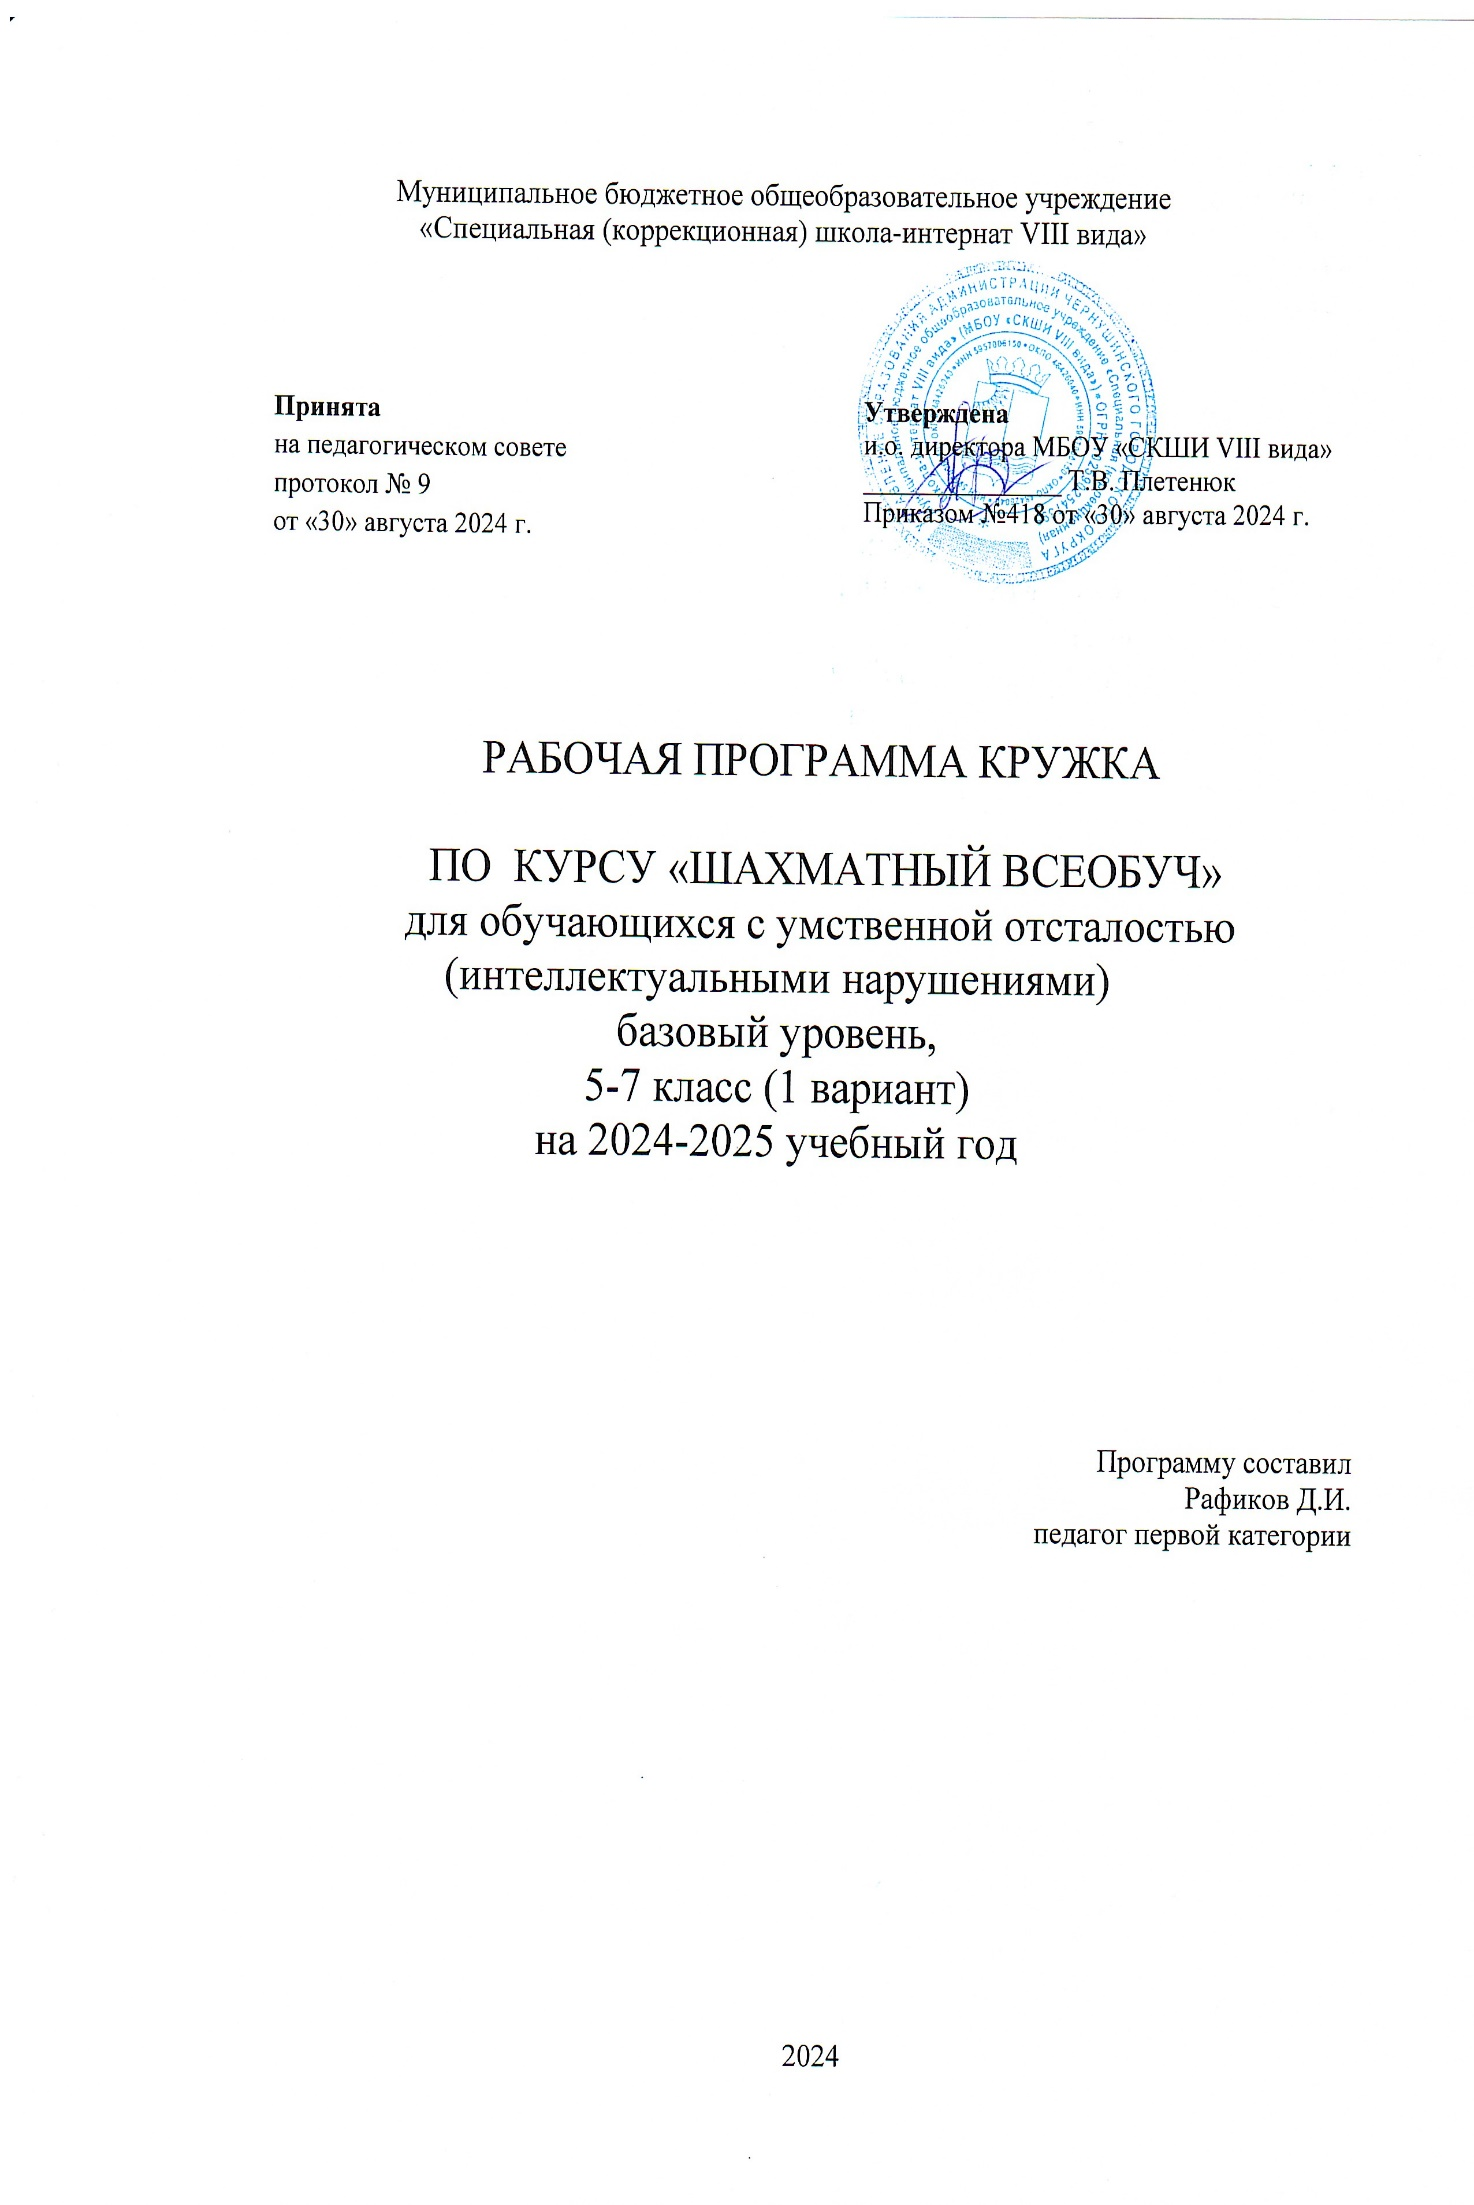 Муниципальное бюджетное общеобразовательное учреждение
«Специальная (коррекционная) школа-интернат VIII вида»
Принята
на педагогическом совете
протокол № 9
от «30» августа 2024 г.
Утверждена
и.о. директора МБОУ «СКШИ VIII вида»
_______________ Т.В. Плетенюк
Приказом №418 от «30» августа 2024 г.
РАБОЧАЯ ПРОГРАММА КРУЖКА
ПО КУРСУ «ШАХМАТНЫЙ ВСЕОБУЧ»
для обучающихся с умственной отсталостью
(интеллектуальными нарушениями)
базовый уровень,
5-7 класс (1 вариант)
на 2024-2025 учебный год
Программу составил
Рафиков Д.И.
педагог первой категории
2024